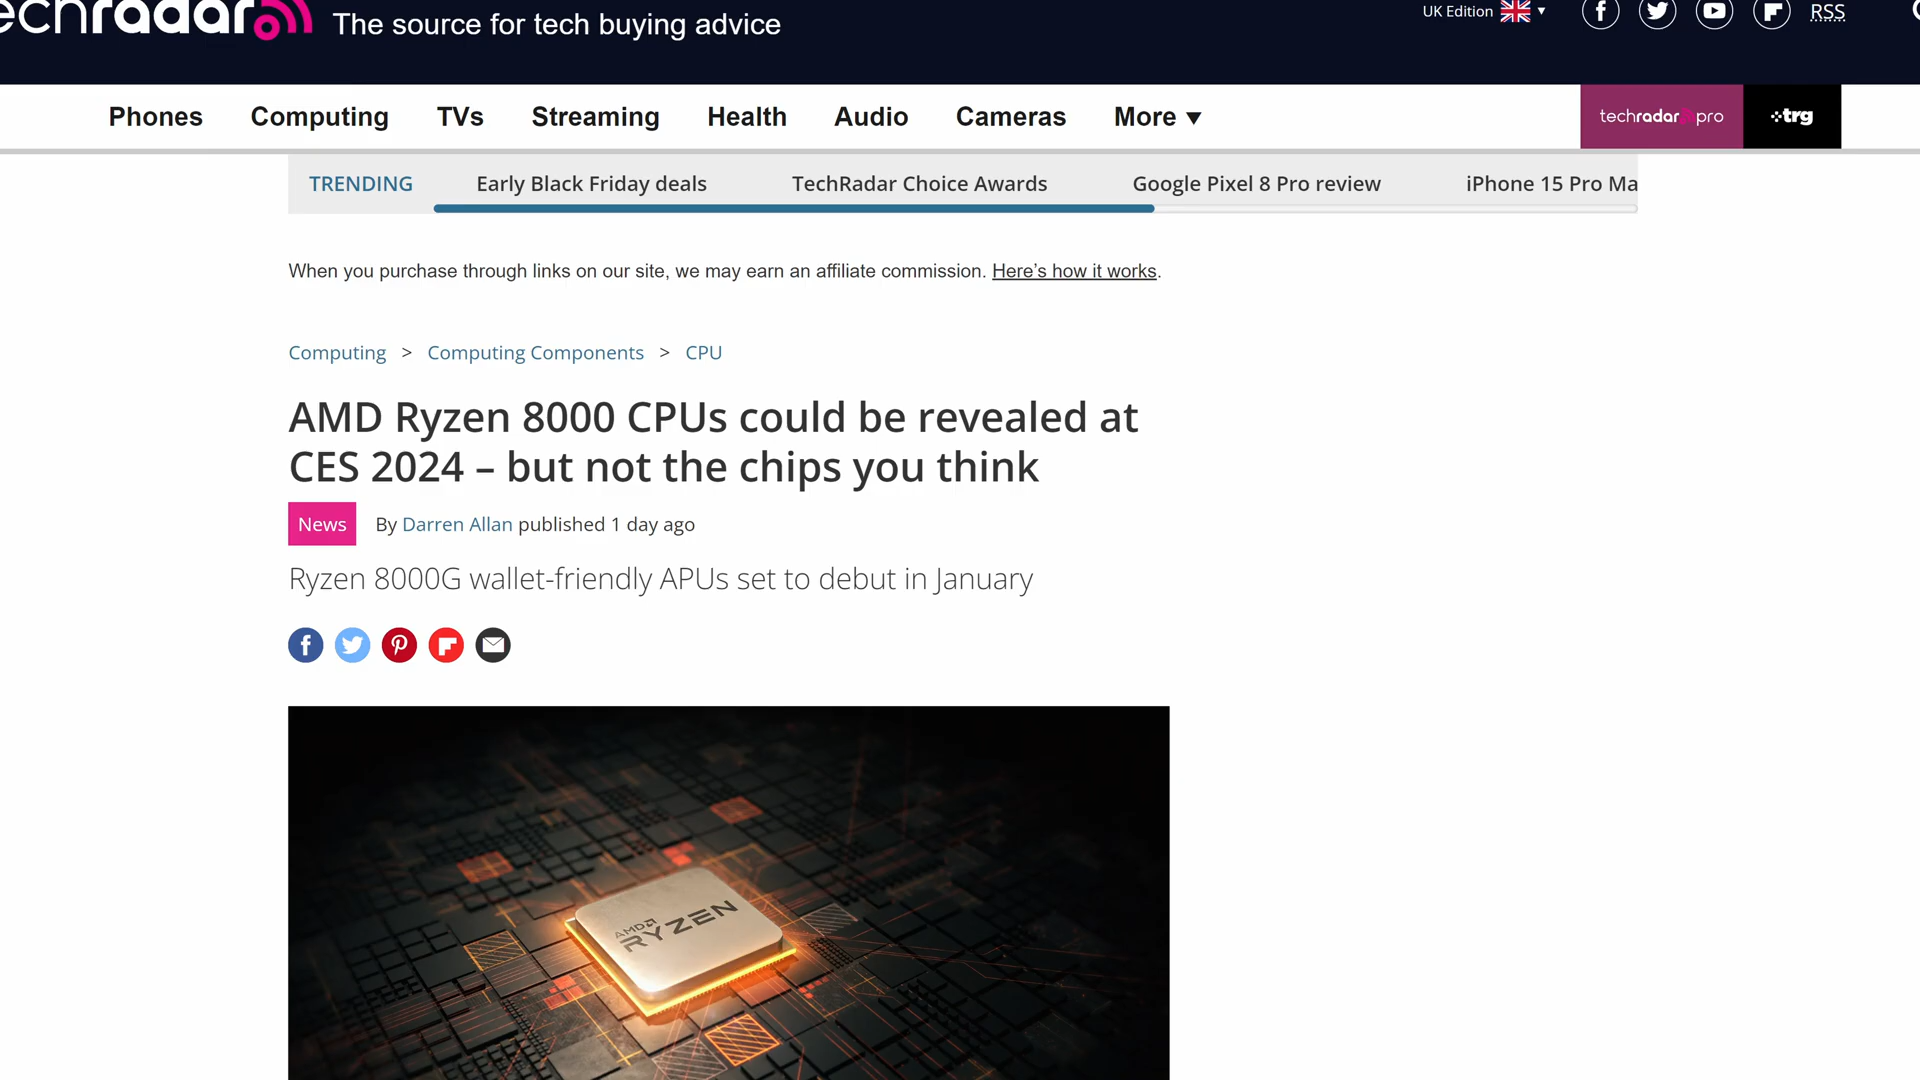 echradar
The source for tech buying advice
UK Edition
RSS
Phones
Computing
TVs
Streaming
Health
Audio
Cameras
More ▼
techradar pro
trg
TRENDING
Early Black Friday deals
TechRadar Choice Awards
Google Pixel 8 Pro review
iPhone 15 Pro Ma
When you purchase through links on our site, we may earn an affiliate commission. Here’s how it works.
Computing > Computing Components > CPU
AMD Ryzen 8000 CPUs could be revealed at
CES 2024 – but not the chips you think
News
By Darren Allan published 1 day ago
Ryzen 8000G wallet-friendly APUs set to debut in January
AMD
RYZEN